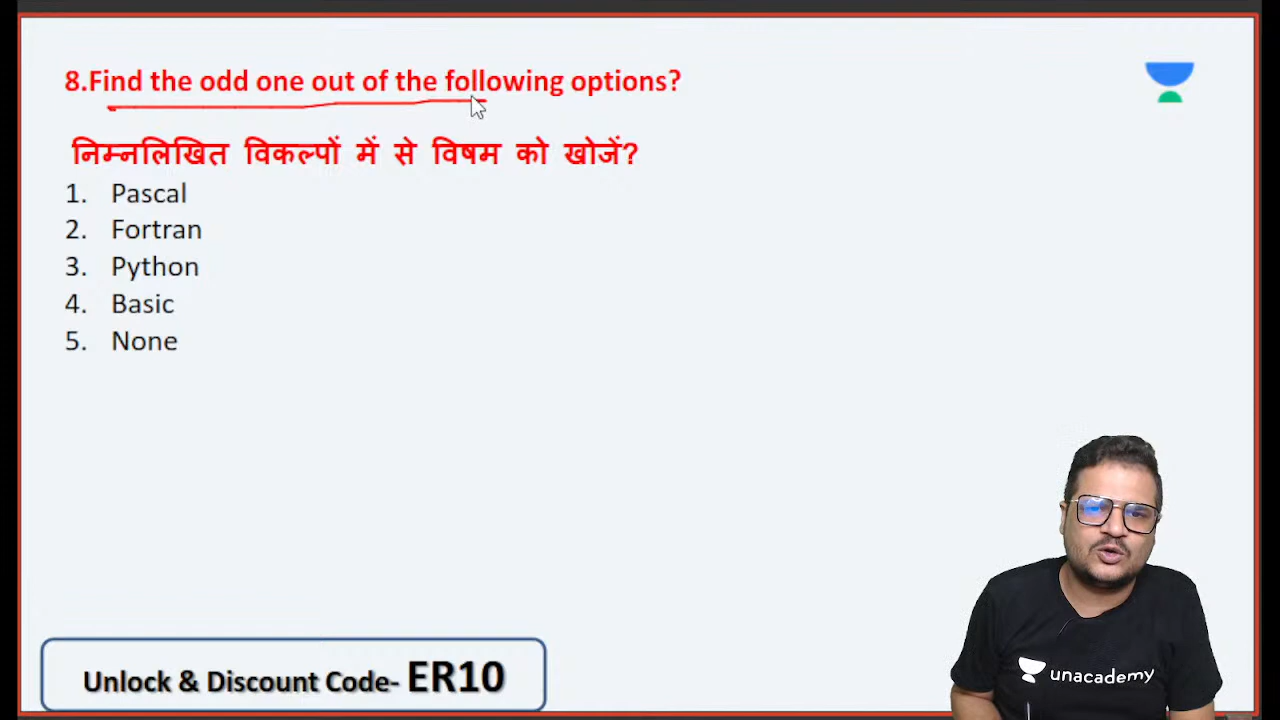 8.Find the odd one out of the following options?
निम्नलिखित विकल्पों में से विषम को खोजें?
1. Pascal
2. Fortran
3. Python
4. Basic
5. None
unacademy
Unlock & Discount Code- ER10